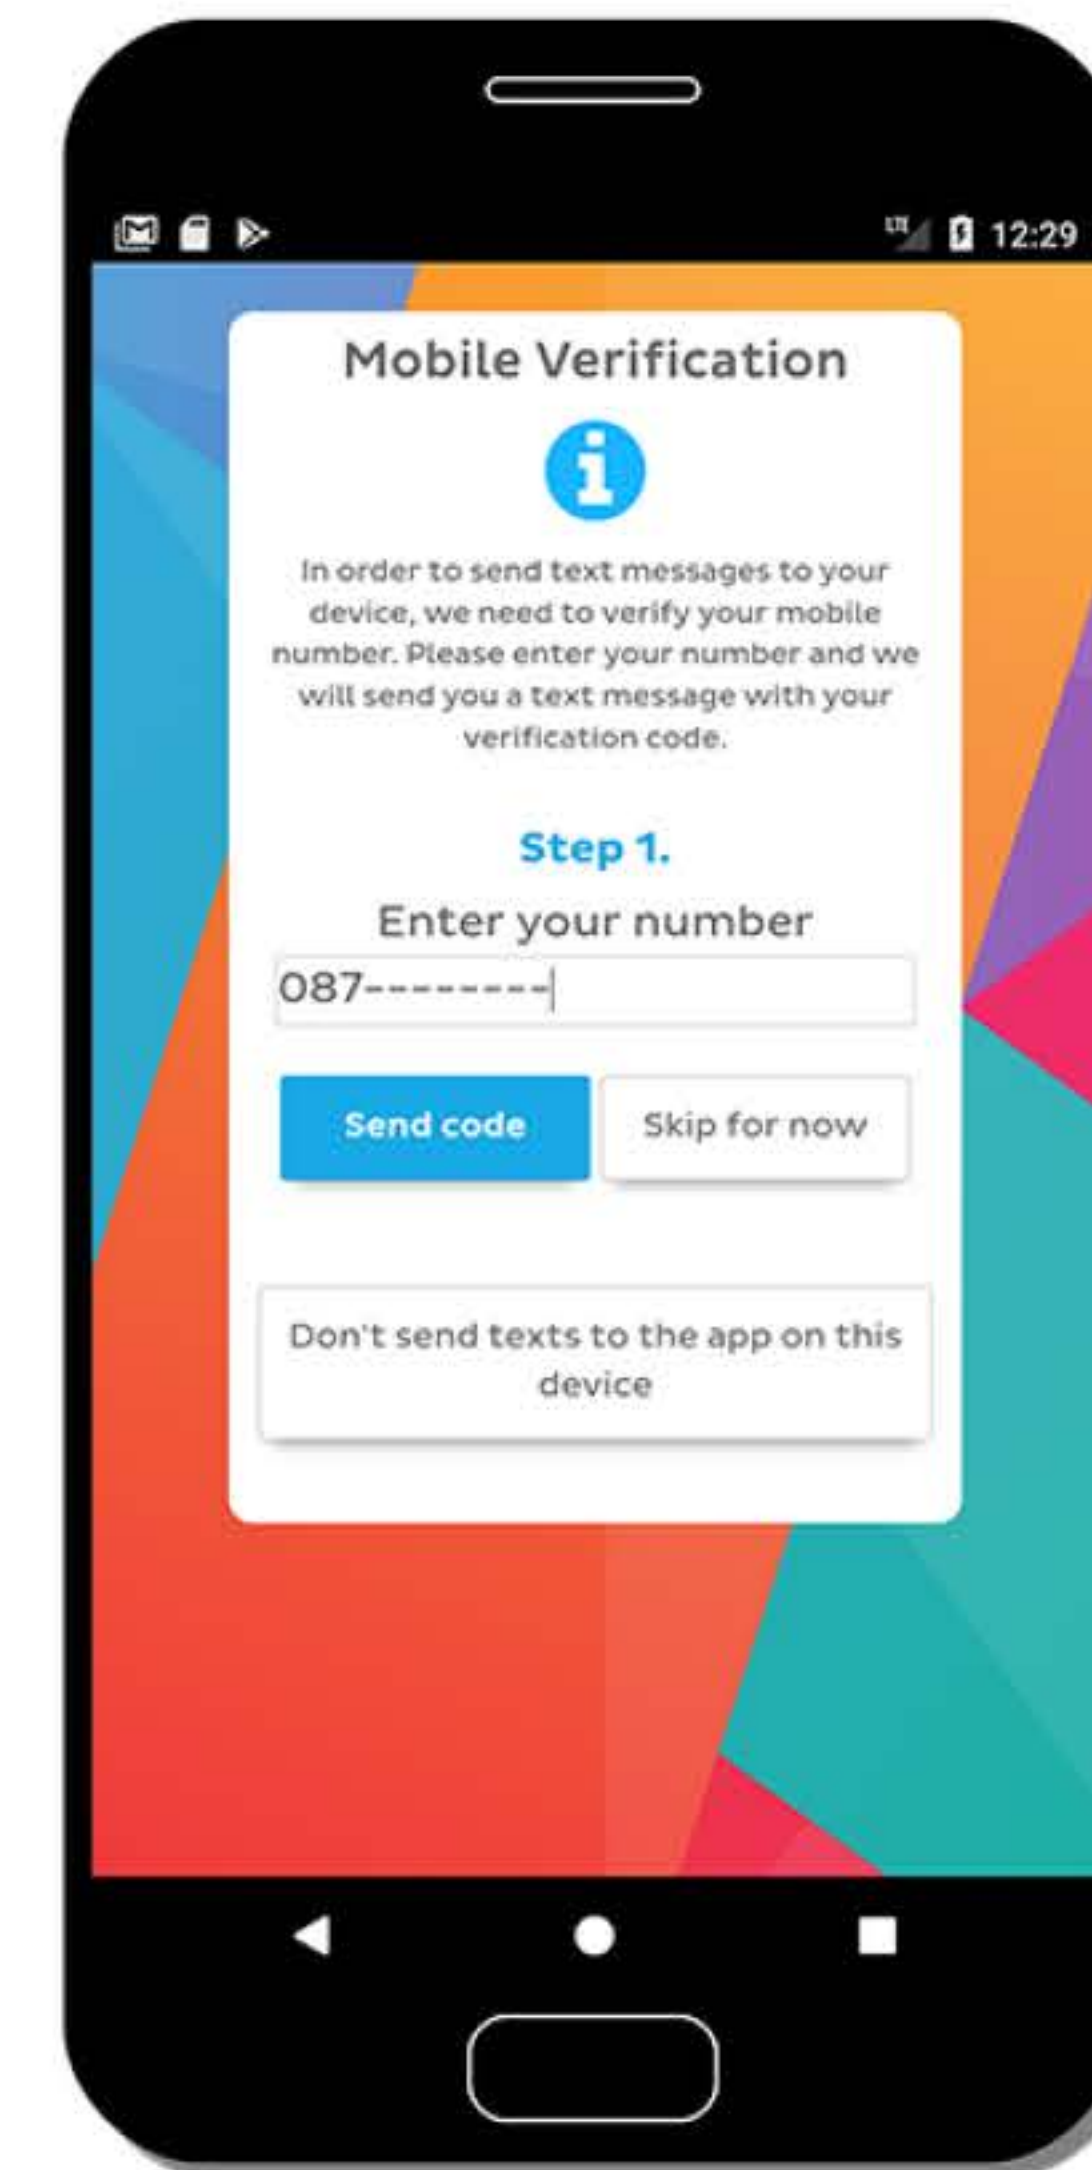 LTE 12:29
Mobile Verification
In order to send text messages to your
device, we need to verify your mobile
number. Please enter your number and we
will send you a text message with your
verification code.
Step 1.
Enter your number
087--------
Send code Skip for now
Don't send texts to the app on this
device